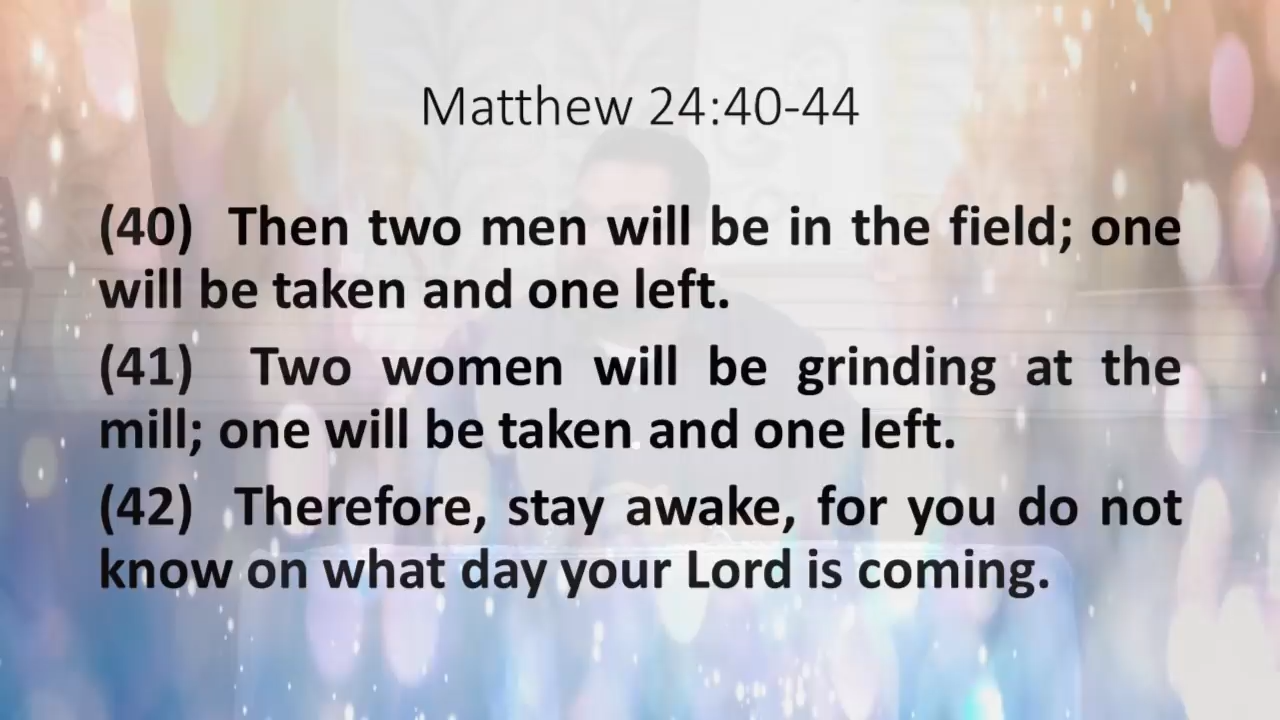 Matthew 24:40-44
(40) Then two men will be in the field; one
will be taken and one left.
(41) Two women will be grinding at the
mill; one will be taken and one left.
(42) Therefore, stay awake, for you do not
know on what day your Lord is coming.